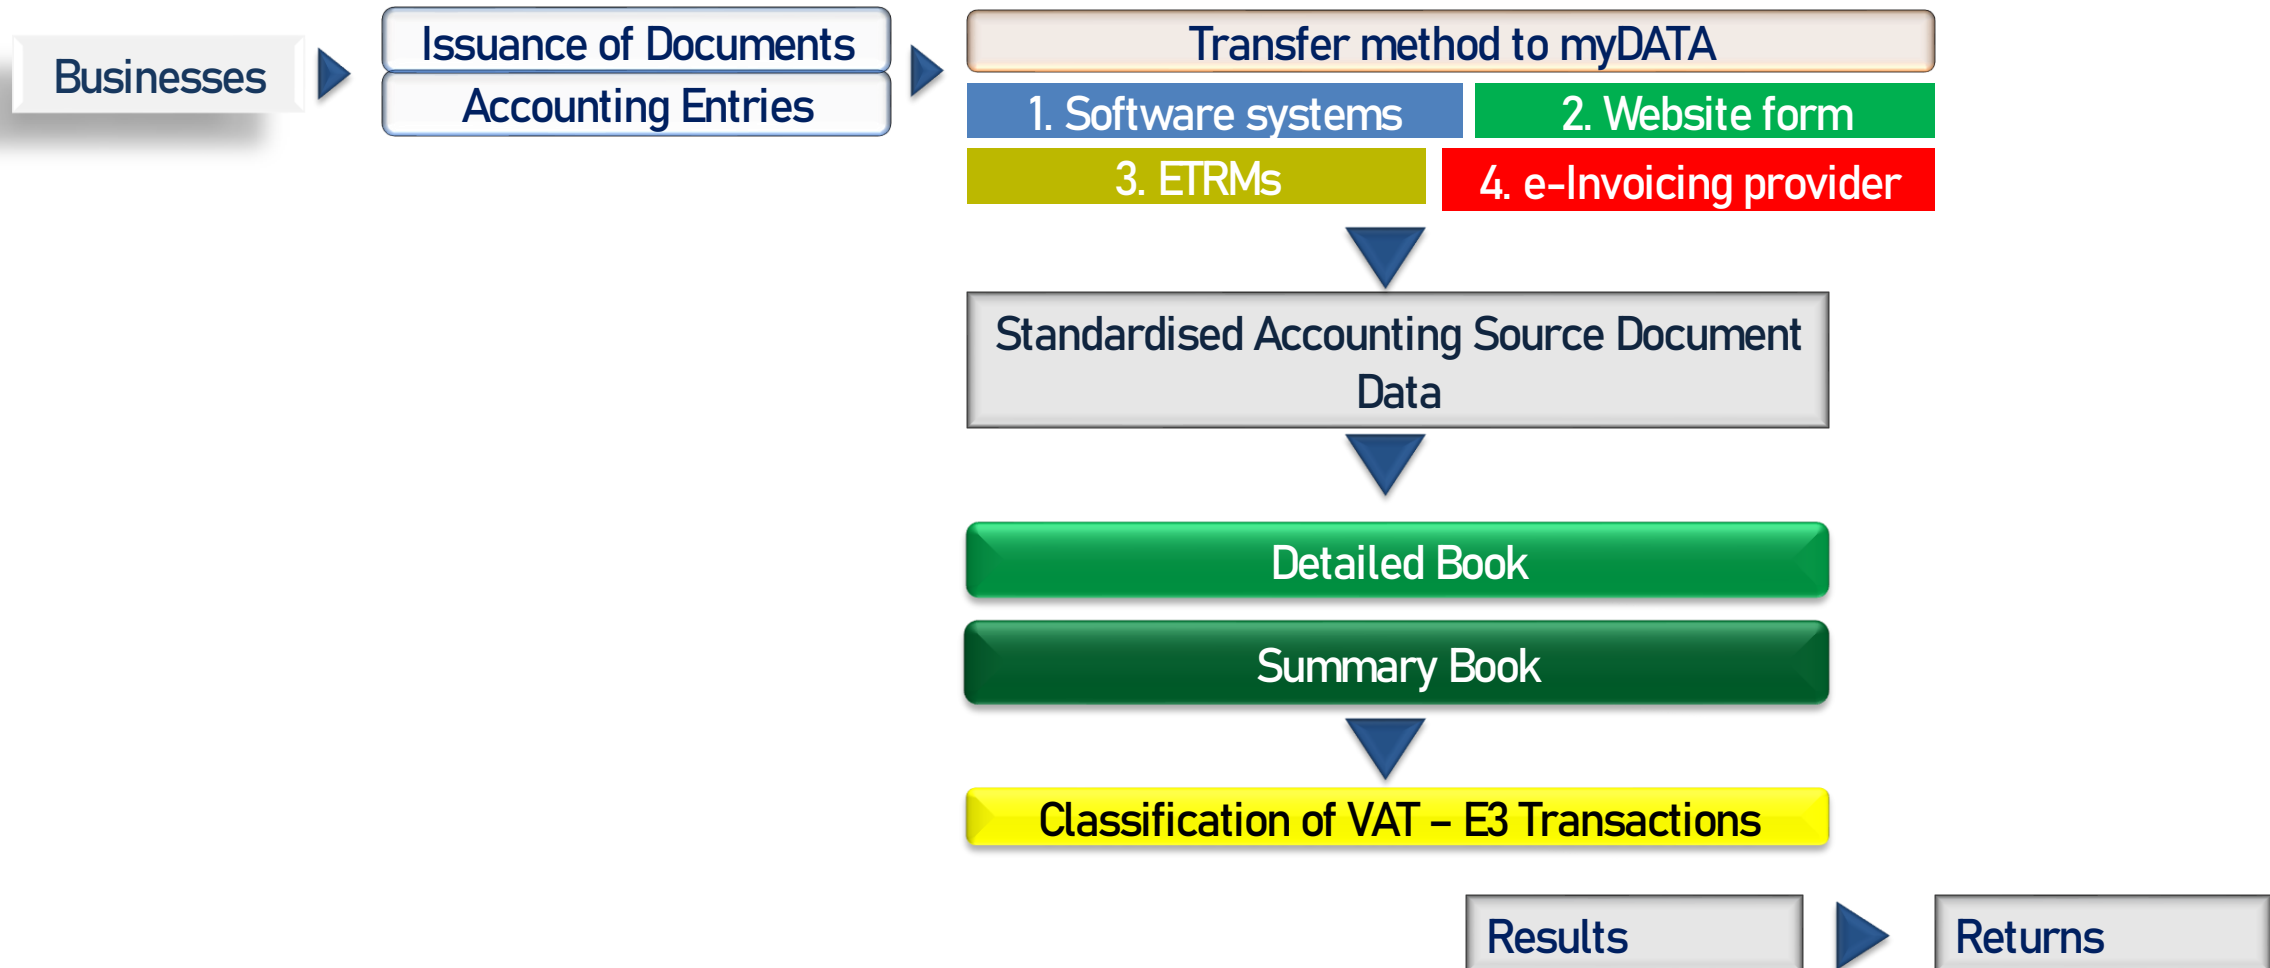 Businesses
Issuance of Documents
Accounting Entries
Transfer method to myDATA
1. Software systems
2. Website form
3. ETRMs
4. e-Invoicing provider
Standardised Accounting Source Document
Data
Detailed Book
Summary Book
Classification of VAT – E3 Transactions
Results
Returns